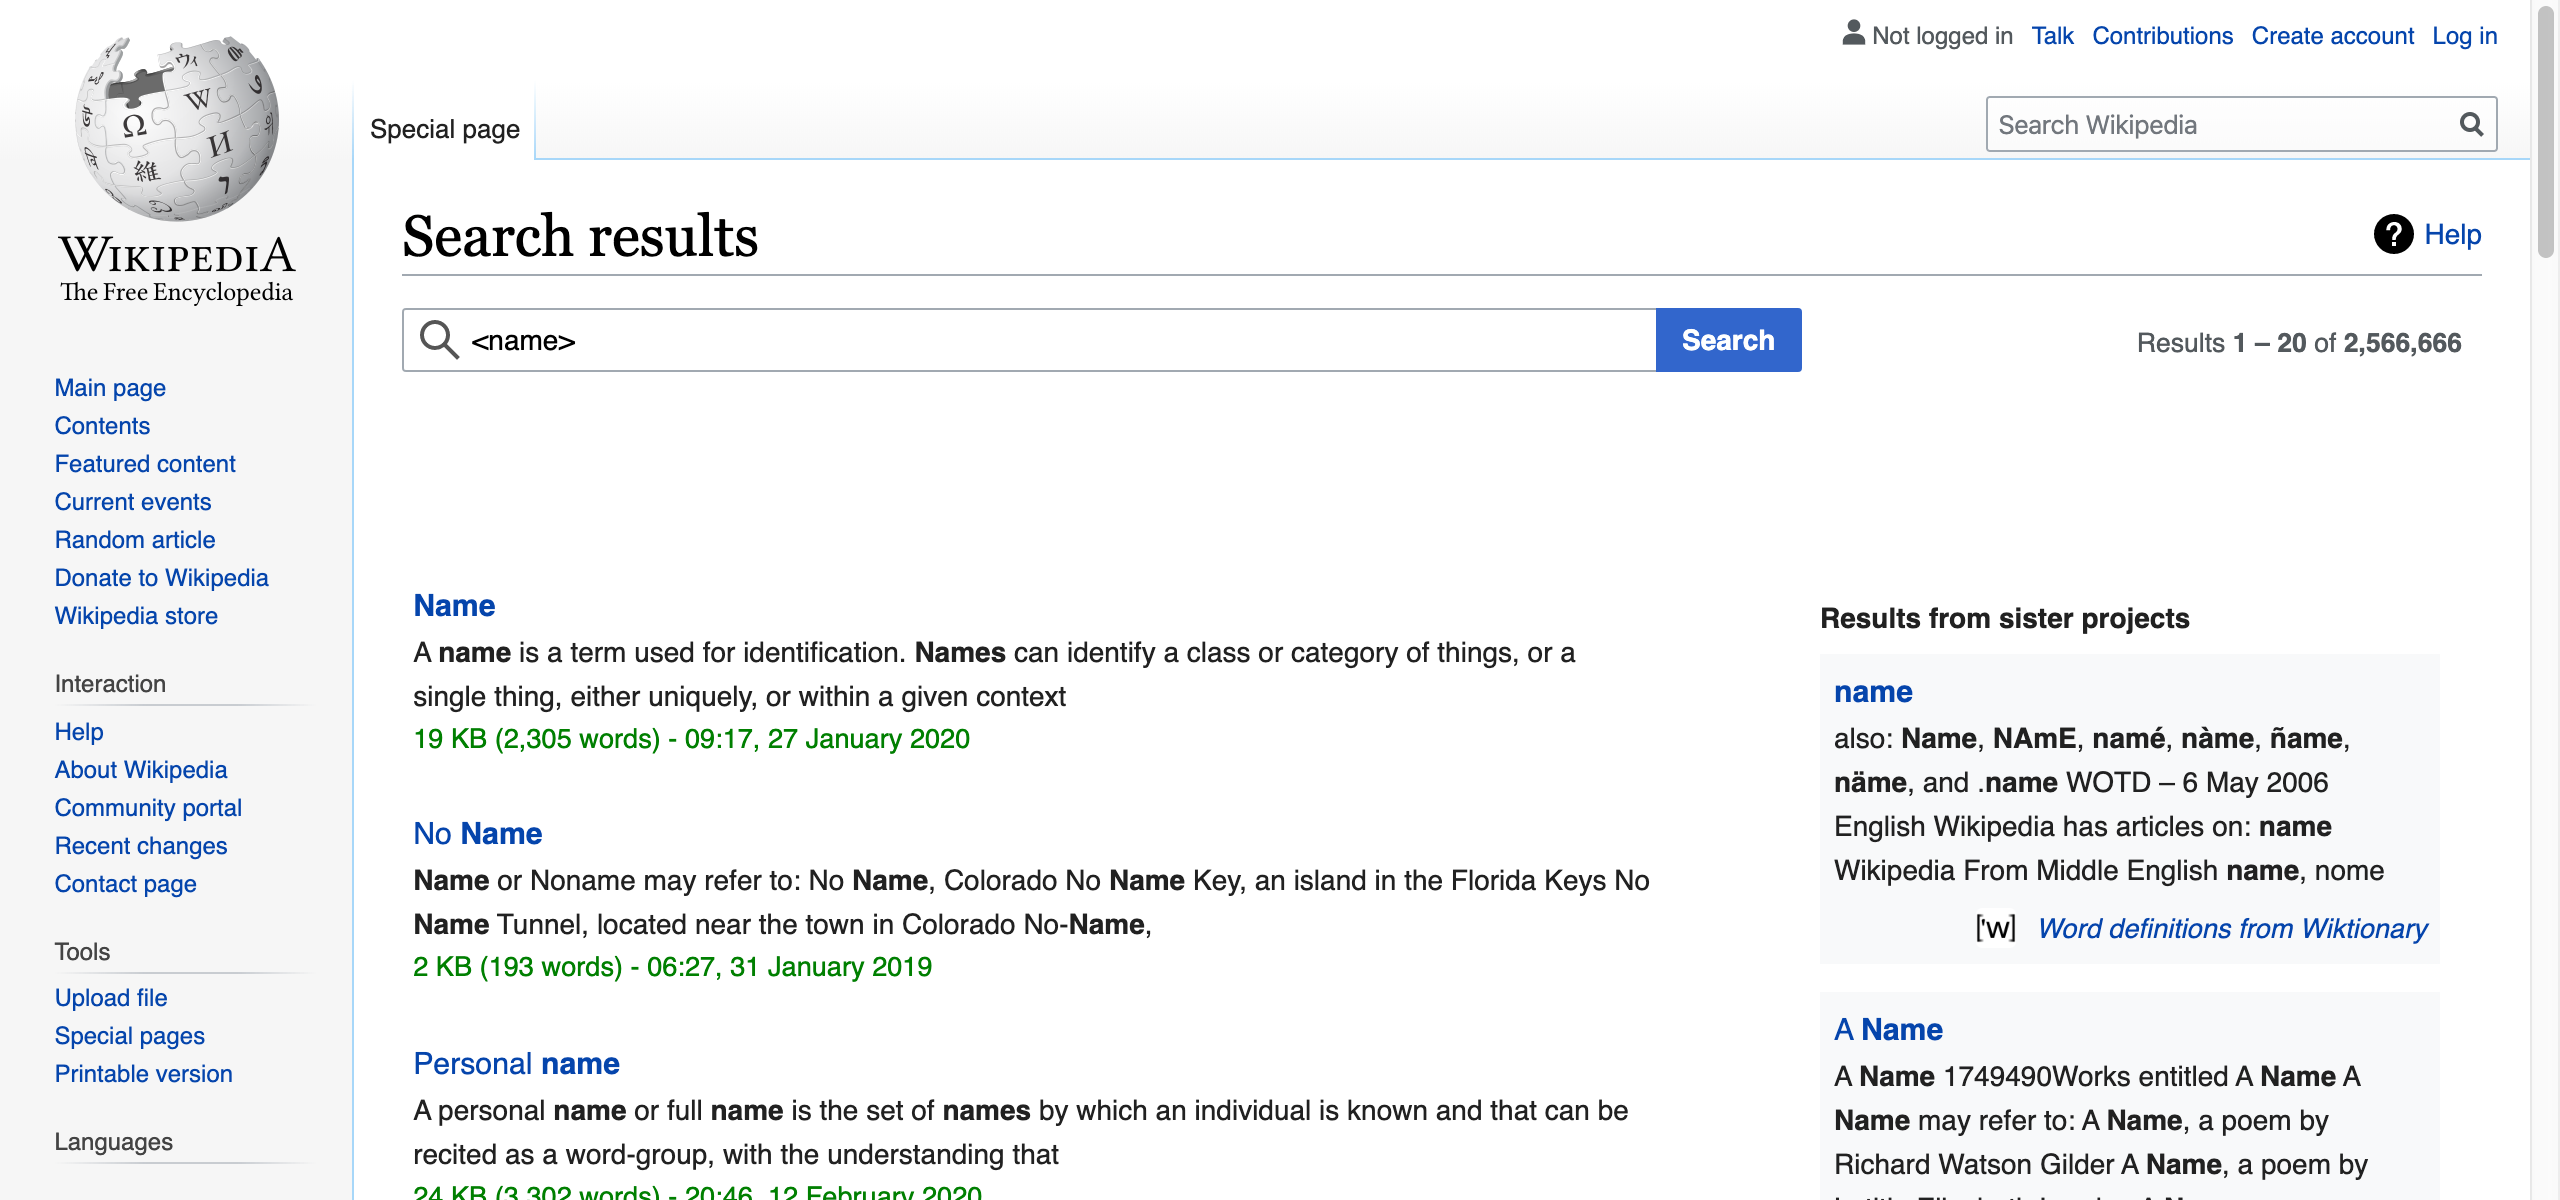 Not logged in Talk Contributions Create account Log in
Special page
Search Wikipedia
WIKIPEDIA
The Free Encyclopedia
Main page
Contents
Featured content
Current events
Random article
Donate to Wikipedia
Wikipedia store
Interaction
Help
About Wikipedia
Community portal
Recent changes
Contact page
Tools
Upload file
Special pages
Printable version
Languages
Search results
? Help
<name>
Search
Results 1 – 20 of 2,566,666
Name
A name is a term used for identification. Names can identify a class or category of things, or a
single thing, either uniquely, or within a given context
19 KB (2,305 words) - 09:17, 27 January 2020
No Name
Name or Noname may refer to: No Name, Colorado No Name Key, an island in the Florida Keys No
Name Tunnel, located near the town in Colorado No-Name,
2 KB (193 words) - 06:27, 31 January 2019
Personal name
A personal name or full name is the set of names by which an individual is known and that can be
recited as a word-group, with the understanding that
24 KB (3,302 words) - 20:46, 12 February 2020
Results from sister projects
name
also: Name, NAmE, namé, nàme, ñame,
näme, and .name WOTD – 6 May 2006
English Wikipedia has articles on: name
Wikipedia From Middle English name, nome
['w] Word definitions from Wiktionary
A Name
A Name 1749490Works entitled A Name A
Name may refer to: A Name, a poem by
Richard Watson Gilder A Name, a poem by